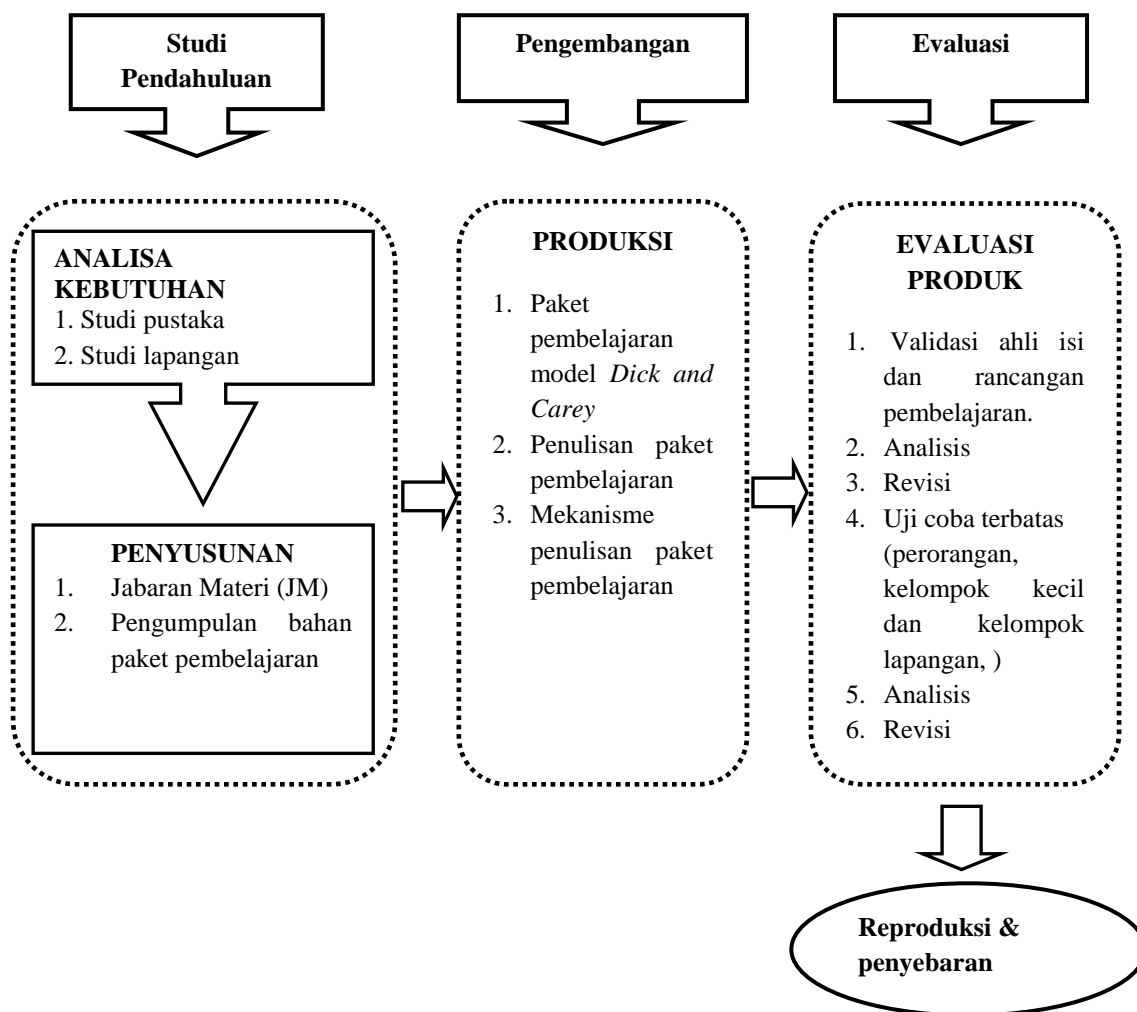 Studi
Pendahuluan
Pengembangan
Evaluasi
ANALISA
KEBUTUHAN
1. Studi pustaka
2. Studi lapangan
PENYUSUNAN
1. Jabaran Materi (JM)
2. Pengumpulan bahan
paket pembelajaran
PRODUKSI
1. Paket
pembelajaran
model Dick and
Carey
2. Penulisan paket
pembelajaran
3. Mekanisme
penulisan paket
pembelajaran
EVALUASI
PRODUK
1. Validasi ahli isi
dan rancangan
pembelajaran.
2. Analisis
3. Revisi
4. Uji coba terbatas
(perorangan,
kelompok kecil
dan kelompok
lapangan, )
5. Analisis
6. Revisi
Reproduksi &
penyebaran